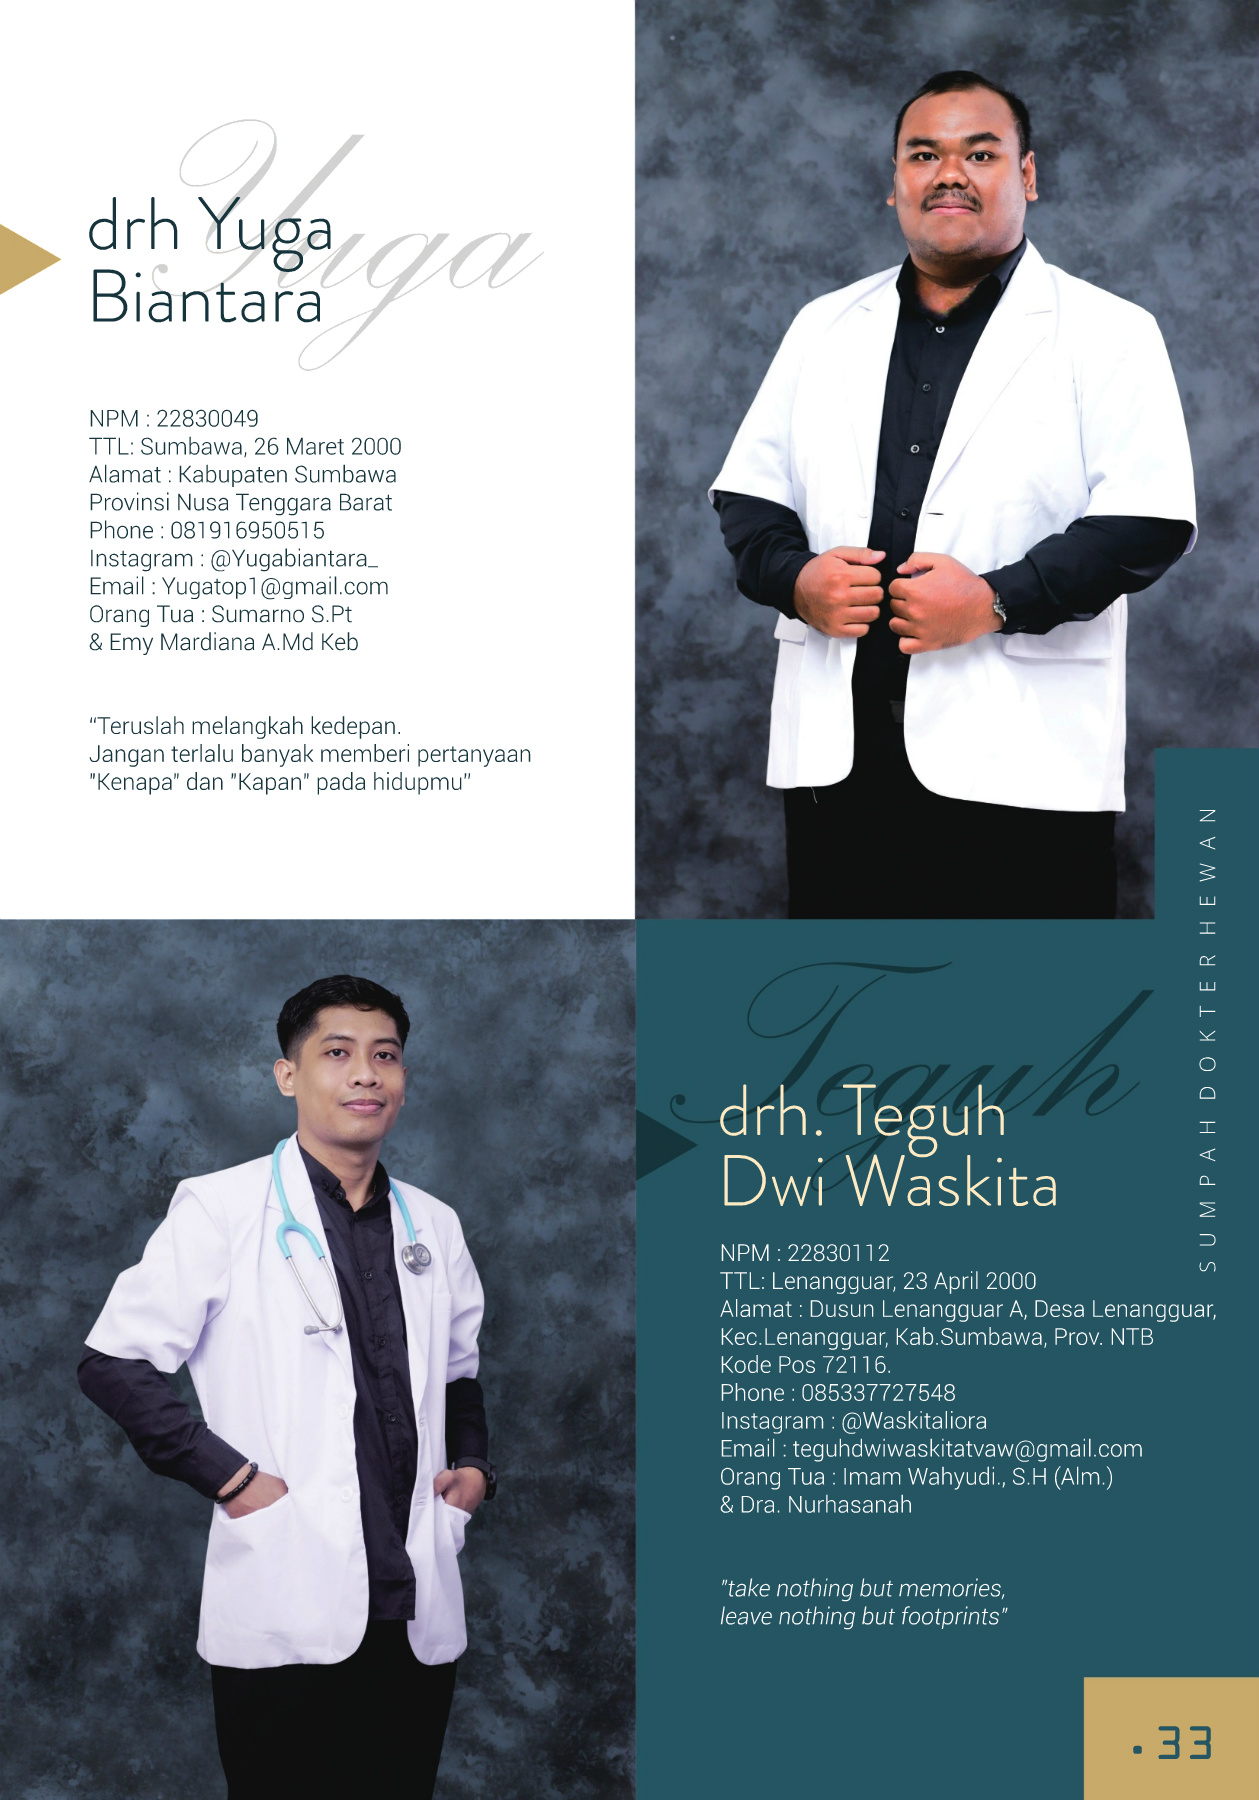 Yuga
drh Yuga
Biantara
NPM : 22830049
TTL: Sumbawa, 26 Maret 2000
Alamat : Kabupaten Sumbawa
Provinsi Nusa Tenggara Barat
Phone : 081916950515
Instagram : @Yugabiantara_
Email : Yugatop1@gmail.com
Orang Tua : Sumarno S.Pt
& Emy Mardiana A.Md Keb
“Teruslah melangkah kedepan.
Jangan terlalu banyak memberi pertanyaan
"Kenapa" dan "Kapan" pada hidupmu”
SUMPAH DOKTER HEWAN
Teguh
drh. Teguh
Dwi Waskita
NPM : 22830112
TTL: Lenangguar, 23 April 2000
Alamat : Dusun Lenangguar A, Desa Lenangguar,
Kec.Lenangguar, Kab.Sumbawa, Prov. NTB
Kode Pos 72116.
Phone : 085337727548
Instagram : @Waskitaliora
Email : teguhdwiwaskitatvaw@gmail.com
Orang Tua : Imam Wahyudi., S.H (Alm.)
& Dra. Nurhasanah
"take nothing but memories,
leave nothing but footprints"
.33